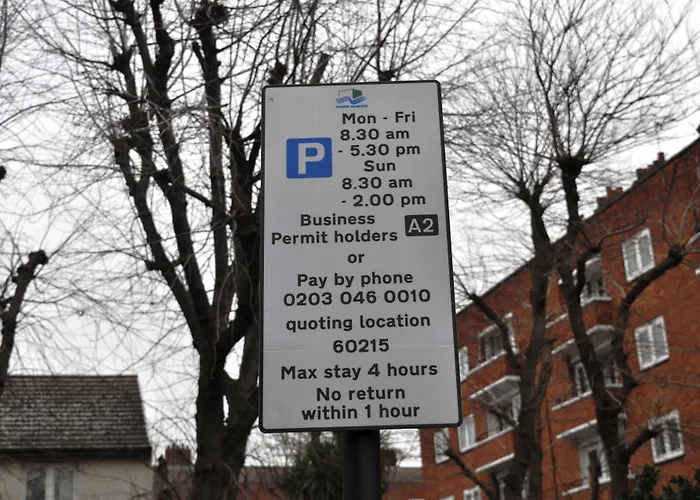 TOWER HAMLETS
Mon - Fri
8.30 am
- 5.30 pm
P
Sun
8.30 am
- 2.00 pm
Business
Permit holders A2
or
Pay by phone
0203 046 0010
quoting location
60215
Max stay 4 hours
No return
within 1 hour